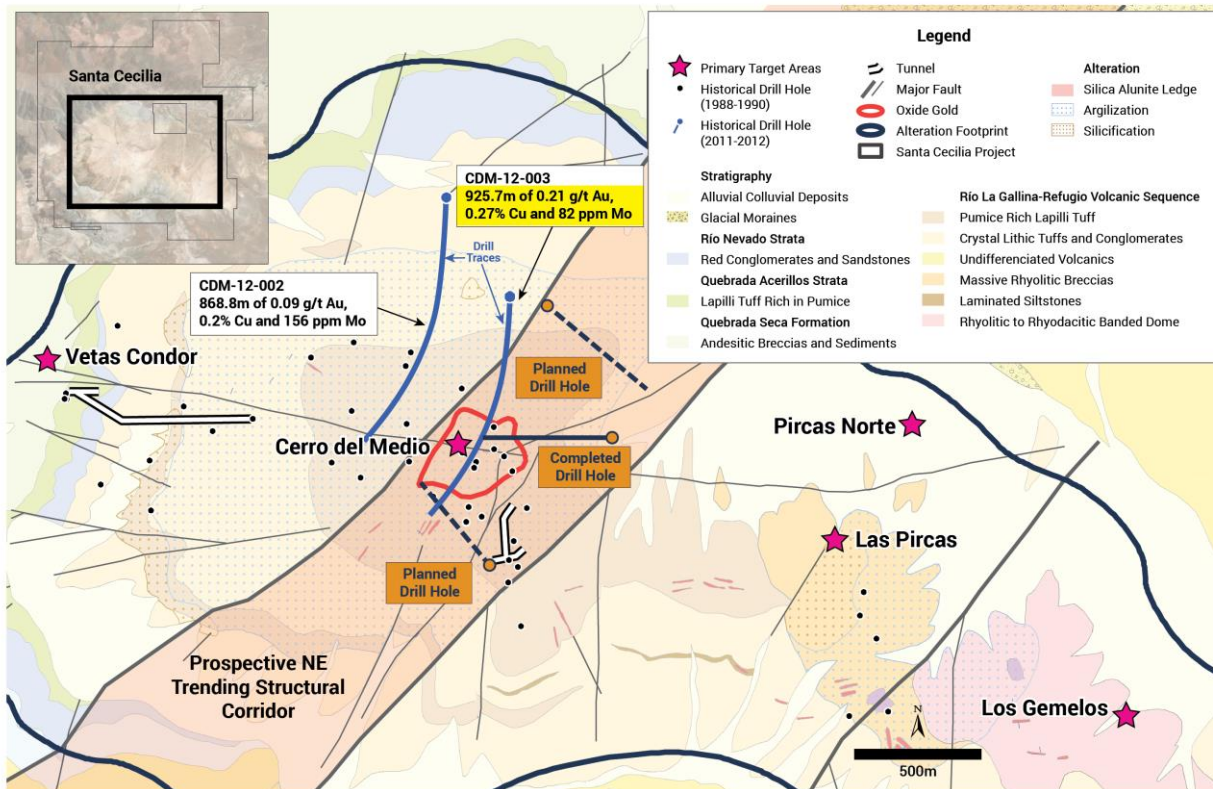 Santa Cecilia
Legend
Primary Target Areas
Historical Drill Hole
(1988-1990)
Historical Drill Hole
(2011-2012)
Tunnel
Major Fault
Oxide Gold
Alteration Footprint
Santa Cecilia Project
Alteration
Silica Alunite Ledge
Argilization
Silicification
Stratigraphy
Alluvial Colluvial Deposits
Glacial Moraines
Río Nevado Strata
Red Conglomerates and Sandstones
Quebrada Acerillos Strata
Lapilli Tuff Rich in Pumice
Quebrada Seca Formation
Andesitic Breccias and Sediments
Río La Gallina-Refugio Volcanic Sequence
Pumice Rich Lapilli Tuff
Crystal Lithic Tuffs and Conglomerates
Undifferenciated Volcanics
Massive Rhyolitic Breccias
Laminated Siltstones
Rhyolitic to Rhyodacitic Banded Dome
CDM-12-003
925.7m of 0.21 g/t Au,
0.27% Cu and 82 ppm Mo
Drill
Traces
CDM-12-002
868.8m of 0.09 g/t Au,
0.2% Cu and 156 ppm Mo
Vetas Condor
Planned
Drill Hole
Cerro del Medio
Completed
Drill Hole
Pircas Norte
Las Pircas
Planned
Drill Hole
Prospective NE
Trending Structural
Corridor
Los Gemelos
N
500m